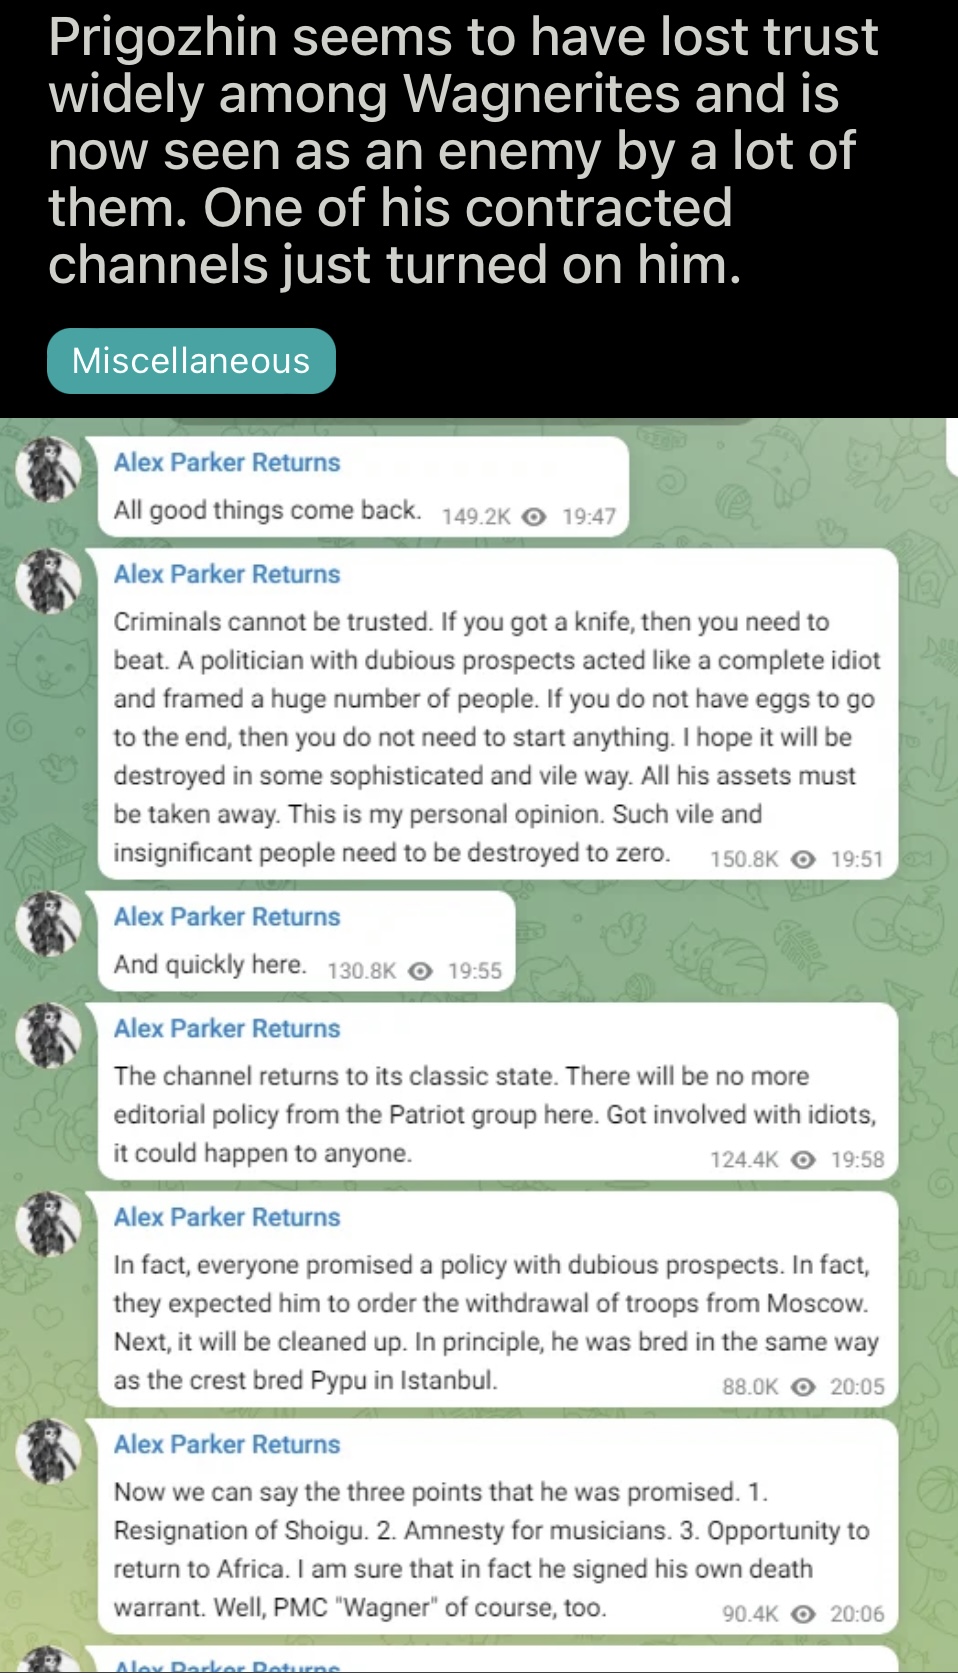 Prigozhin seems to have lost trust
widely among Wagnerites and is
now seen as an enemy by a lot of
them. One of his contracted
channels just turned on him.
Miscellaneous
Alex Parker Returns
All good things come back. 149.2K 19:47
Alex Parker Returns
Criminals cannot be trusted. If you got a knife, then you need to
beat. A politician with dubious prospects acted like a complete idiot
and framed a huge number of people. If you do not have eggs to go
to the end, then you do not need to start anything. I hope it will be
destroyed in some sophisticated and vile way. All his assets must
be taken away. This is my personal opinion. Such vile and
insignificant people need to be destroyed to zero. 150.8K 19:51
Alex Parker Returns
And quickly here. 130.8K 19:55
Alex Parker Returns
The channel returns to its classic state. There will be no more
editorial policy from the Patriot group here. Got involved with idiots,
it could happen to anyone. 124.4K 19:58
Alex Parker Returns
In fact, everyone promised a policy with dubious prospects. In fact,
they expected him to order the withdrawal of troops from Moscow.
Next, it will be cleaned up. In principle, he was bred in the same way
as the crest bred Pypu in Istanbul. 88.0K 20:05
Alex Parker Returns
Now we can say the three points that he was promised. 1.
Resignation of Shoigu. 2. Amnesty for musicians. 3. Opportunity to
return to Africa. I am sure that in fact he signed his own death
warrant. Well, PMC "Wagner" of course, too. 90.4K 20:06
Alex Parker Returns